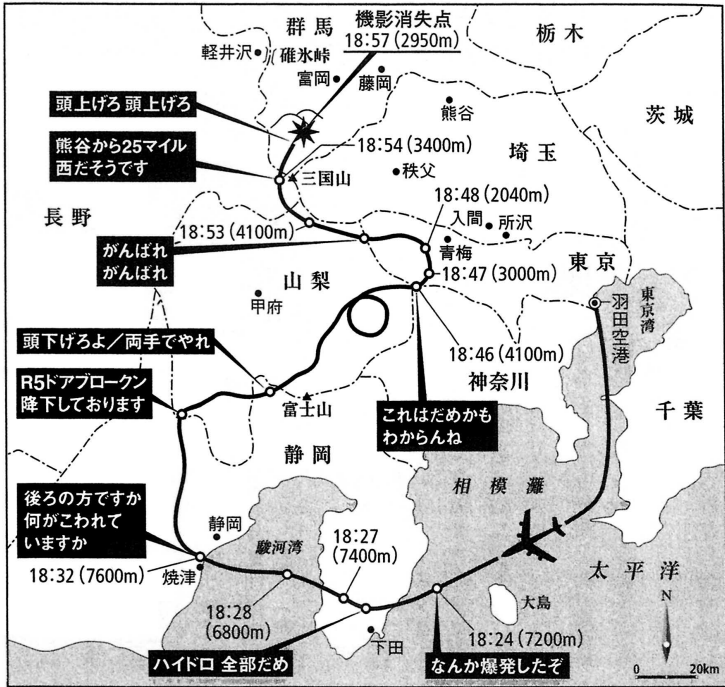 群馬
機影消失点
18:57 (2950m)
栃木
軽井沢
碓氷峠
富岡
藤岡
熊谷
茨城
頭上げろ 頭上げろ
熊谷から25マイル
西だそうです
18:54 (3400m)
三国山
秩父
埼玉
長野
18:53 (4100m)
18:48 (2040m)
入間
所沢
青梅
がんばれ
がんばれ
山梨
甲府
18:47 (3000m)
東京
羽田空港
東京湾
頭下げろよ／両手でやれ
18:46 (4100m)
神奈川
R5ドアブロークン
降下しております
富士山
これはだめかも
わからんね
千葉
静岡
相模灘
後ろの方ですか
何がこわれて
いますか
静岡
駿河湾
18:27
(7400m)
太平洋
18:32 (7600m)
焼津
18:28
(6800m)
大島
N
下田
18:24 (7200m)
ハイドロ 全部だめ
なんか爆発したぞ
0
20km